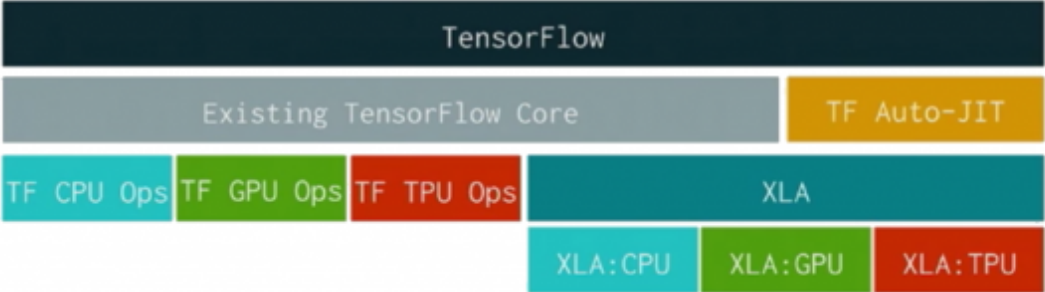 TensorFlow
Existing TensorFlow Core
TF Auto-JIT
TF CPU Ops
TF GPU Ops
TF TPU Ops
XLA
XLA:CPU
XLA:GPU
XLA:TPU